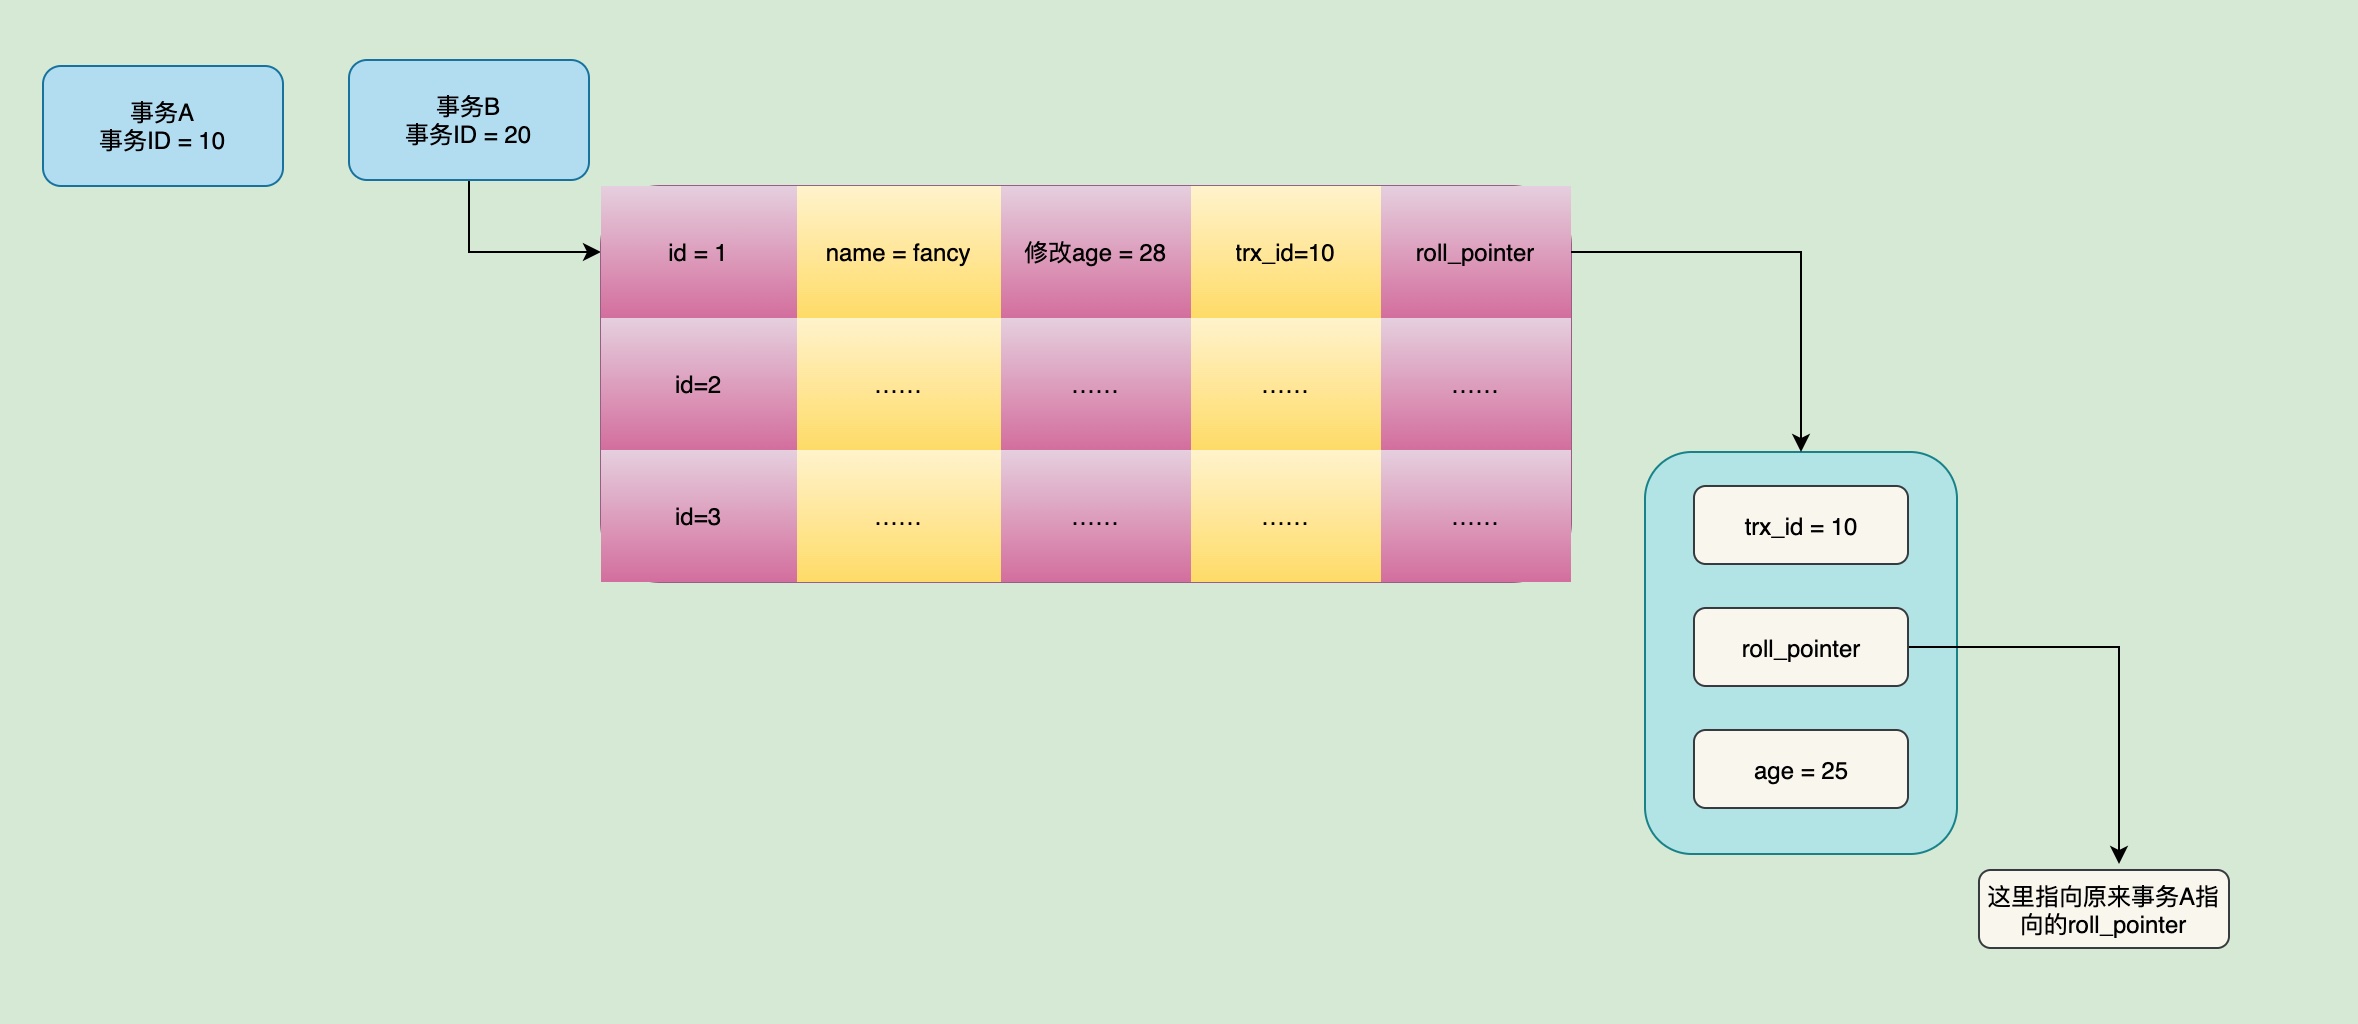 事务A
事务ID = 10
事务B
事务ID = 20
id = 1
name = fancy
修改age = 28
trx_id=10
roll_pointer
id=2
……
……
……
……
id=3
……
……
……
……
trx_id = 10
roll_pointer
age = 25
这里指向原来事务A指
向的roll_pointer